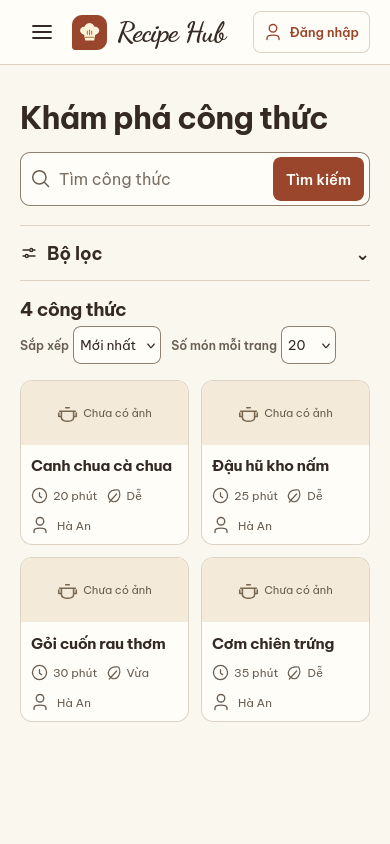 Recipe Hub
Đăng nhập
Khám phá công thức
Tìm công thức
Tìm kiếm
Bộ lọc
4 công thức
Sắp xếp Mới nhất Số món mỗi trang 20
Chưa có ảnh
Canh chua cà chua
20 phút Dễ
Hà An
Chưa có ảnh
Đậu hũ kho nấm
25 phút Dễ
Hà An
Chưa có ảnh
Gỏi cuốn rau thơm
30 phút Vừa
Hà An
Chưa có ảnh
Cơm chiên trứng
35 phút Dễ
Hà An